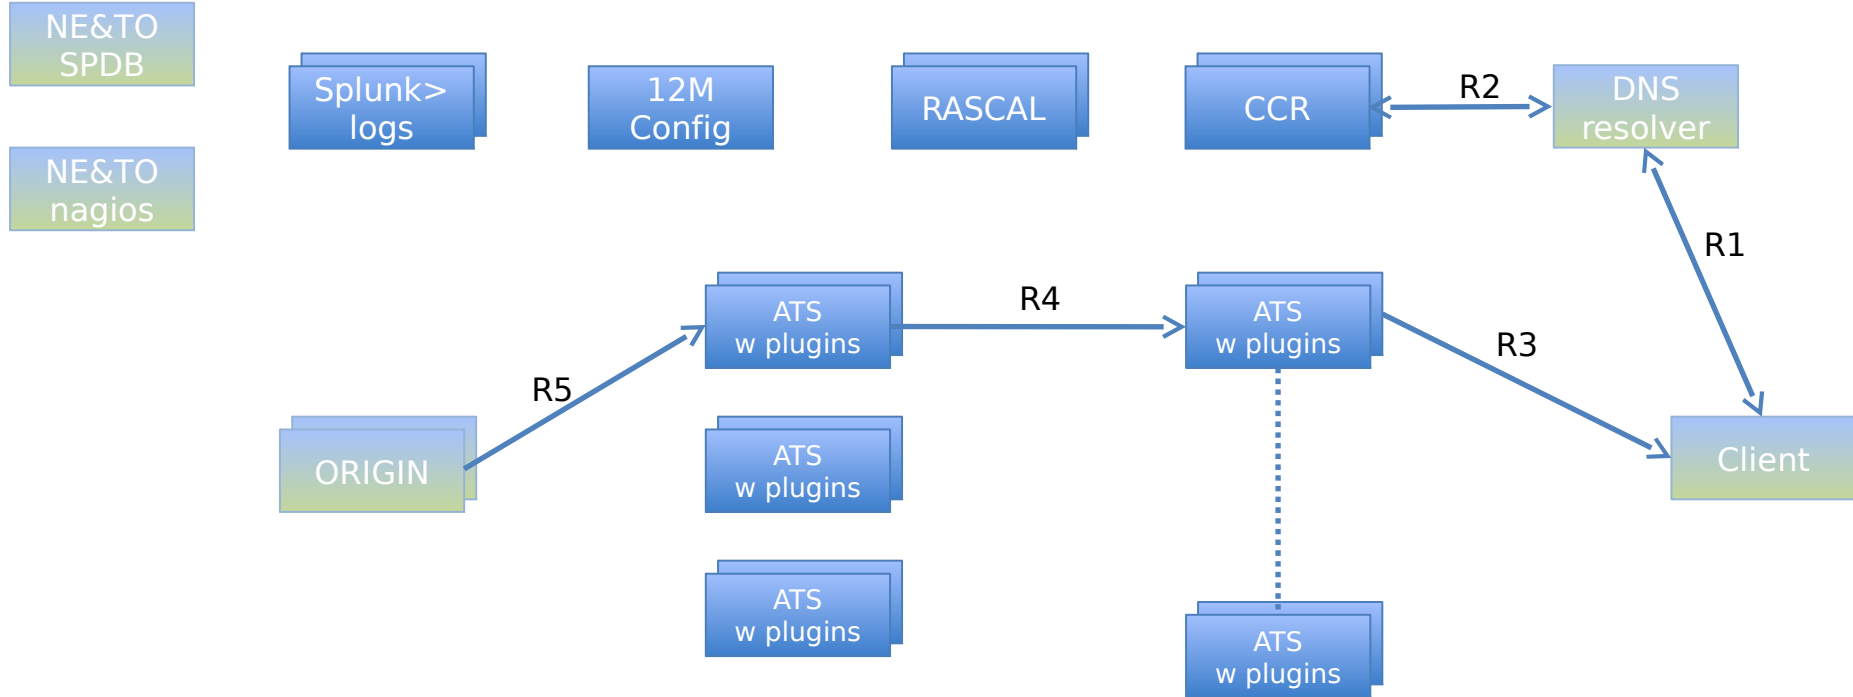 NE&TO
SPDB
Splunk>
logs
12M
Config
RASCAL
CCR
R2
DNS
resolver
NE&TO
nagios
R1
ATS
w plugins
R4
ATS
w plugins
R3
R5
ORIGIN
ATS
w plugins
Client
ATS
w plugins
ATS
w plugins